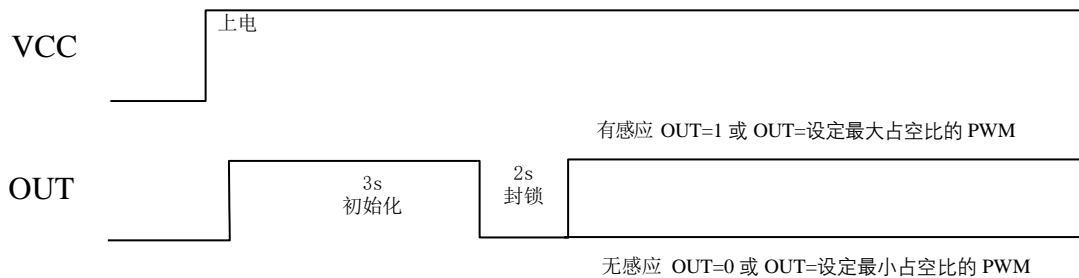 上电
VCC
有感应 OUT=1 或 OUT=设定最大占空比的 PWM
OUT
3s
初始化
2s
封锁
无感应 OUT=0 或 OUT=设定最小占空比的 PWM